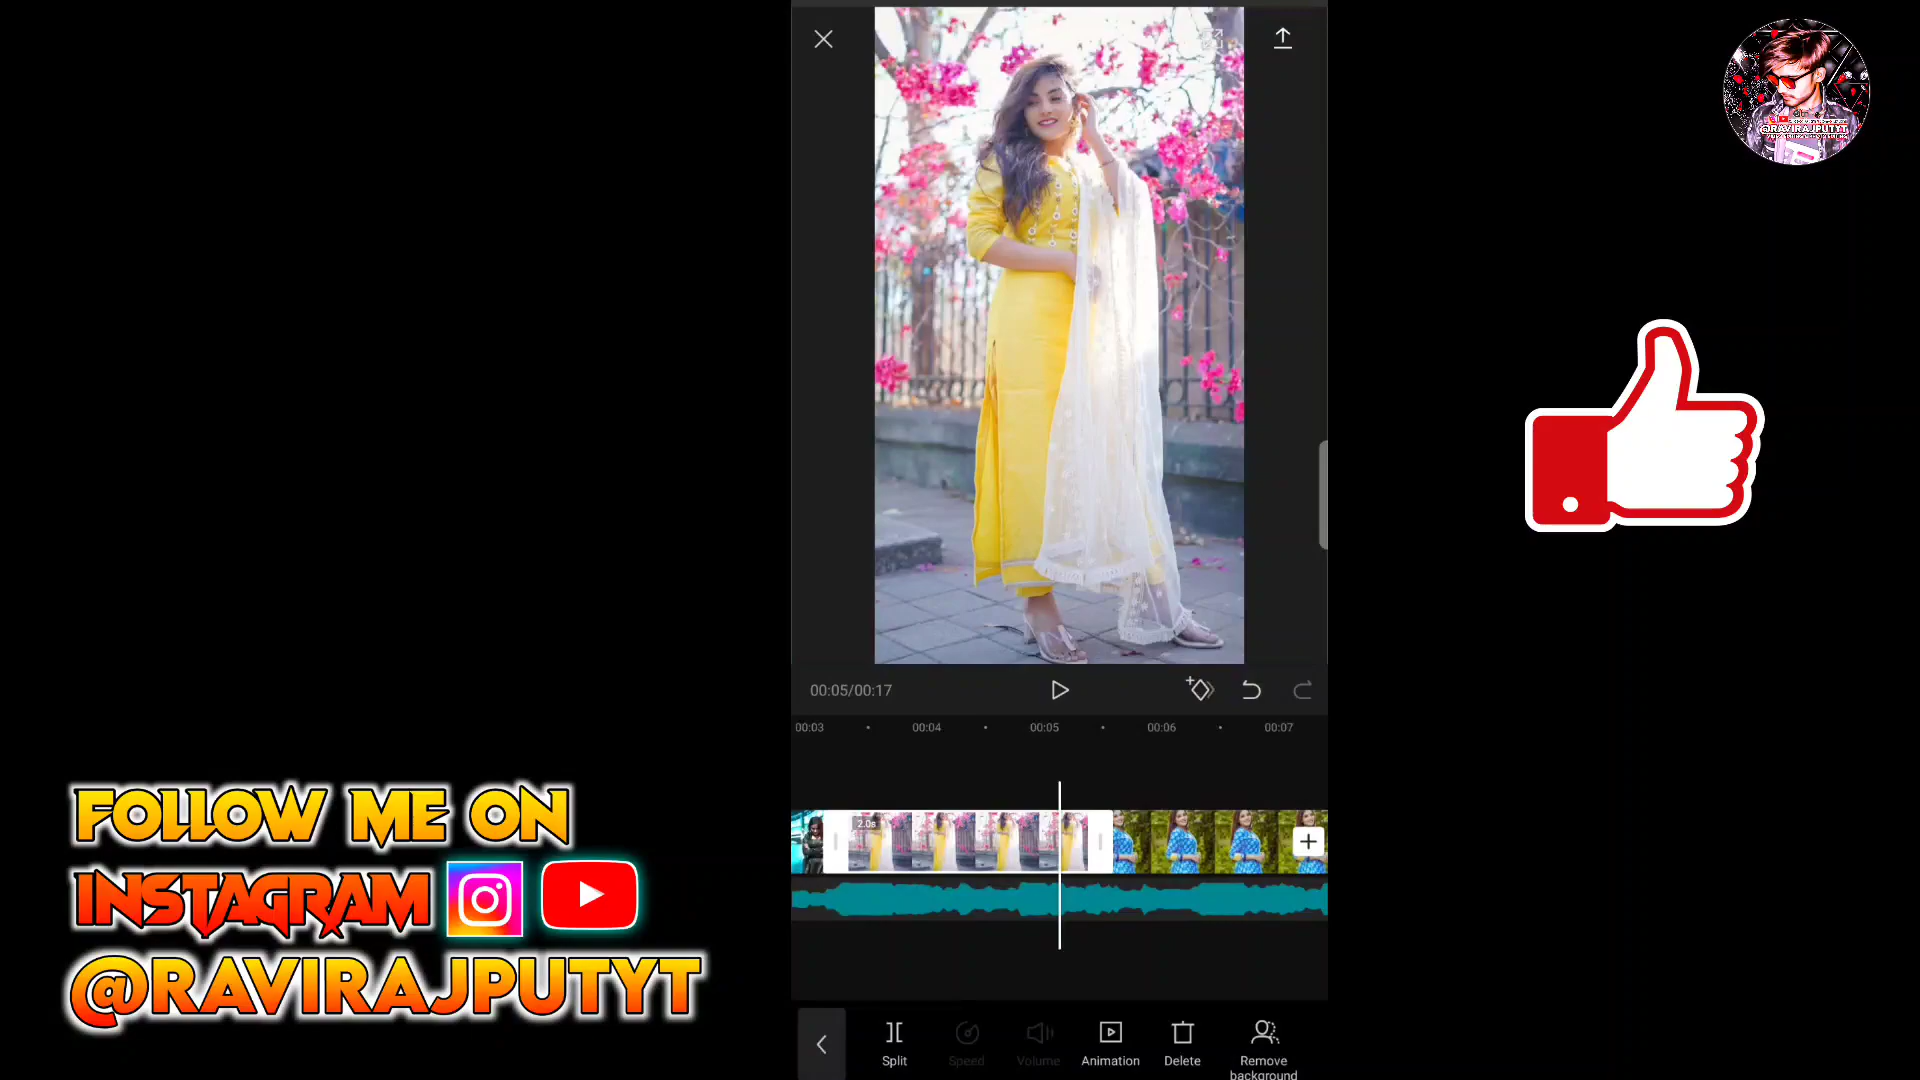 @RAVIRAJPUTYT
00:05/00:17
00:03
00:04
00:05
00:06
00:07
2.0s
FOLLOW ME ON
INSTAGRAM
@RAVIRAJPUTYT
Split
Speed
Volume
Animation
Delete
Remove
background